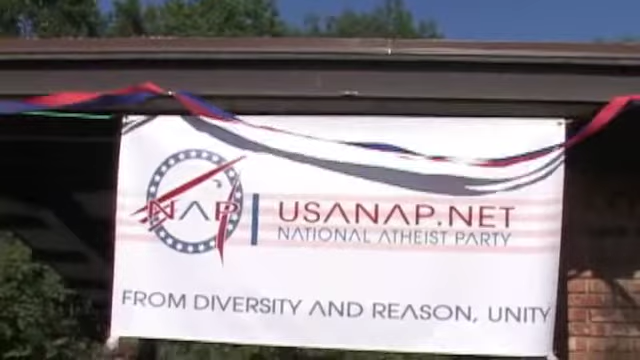 NAP
USANAP.NET
NATIONAL ATHEIST PARTY
FROM DIVERSITY AND REASON, UNITY